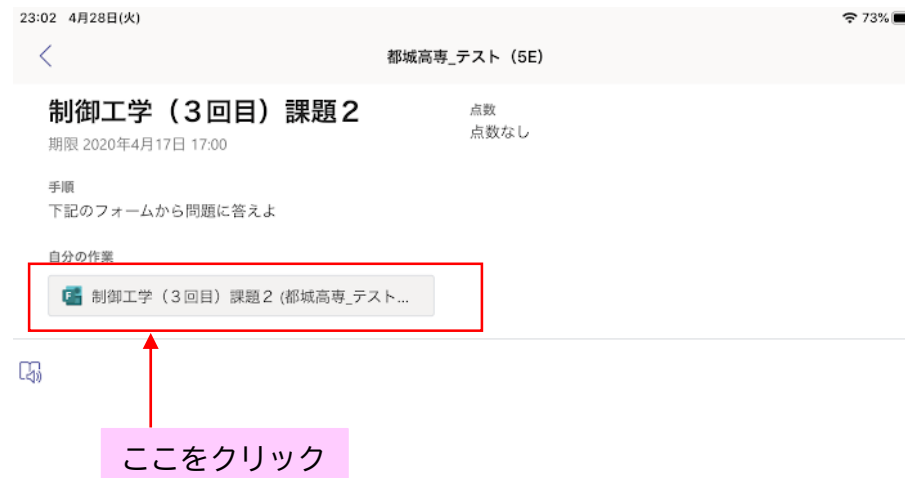 23:02 4月28日(火)
73%
都城高専_テスト（5E）
制御工学（３回目）課題２
点数
点数なし
期限 2020年4月17日 17:00
手順
下記のフォームから問題に答えよ
自分の作業
制御工学（３回目）課題２ (都城高専_テスト...
ここをクリック